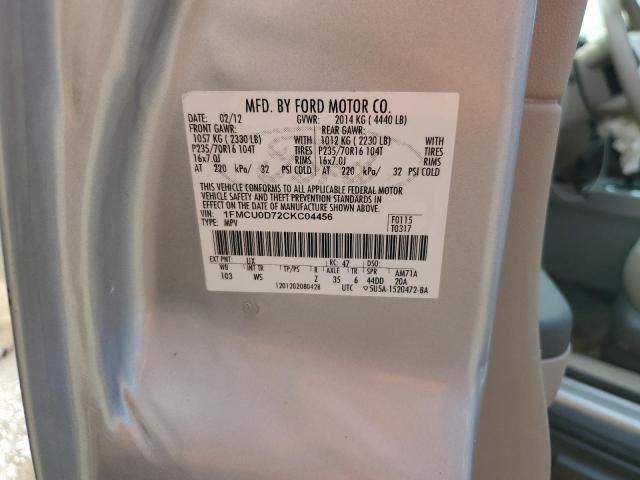 MFD. BY FORD MOTOR CO.
DATE: 02/12 GVWR: 2014 KG ( 4440 LB)
FRONT GAWR: REAR GAWR:
1057 KG ( 2330 LB) WITH 1012 KG ( 2230 LB) WITH
P235/70R16 104T TIRES P235/70R16 104T TIRES
16x7.0J RIMS 16x7.0J RIMS
AT 220 kPa/ 32 PSI COLD AT 220 kPa/ 32 PSI COLD
THIS VEHICLE CONFORMS TO ALL APPLICABLE FEDERAL MOTOR
VEHICLE SAFETY AND THEFT PREVENTION STANDARDS IN
EFFECT ON THE DATE OF MANUFACTURE SHOWN ABOVE.
VIN: 1FMCU0D72CKC04456 F0115
TYPE: MPV T0317
EXT PNT: UX RC: 47 DSO:
WB INT TR TP/PS R AXLE TR SPR AM71A
103 WS Z 35 6 44DD 20A
1201202080428 UTC 5U5A-1520472-BA